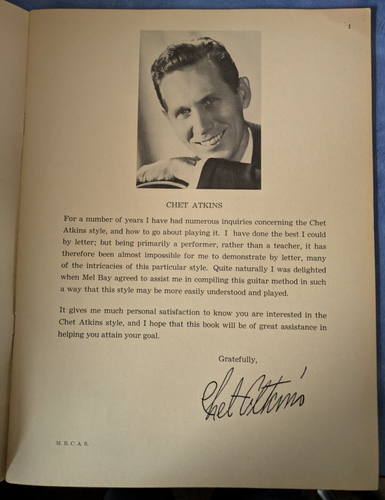 1
CHET ATKINS
For a number of years I have had numerous inquiries concerning the Chet
Atkins style, and how to go about playing it. I have done the best I could
by letter; but being primarily a performer, rather than a teacher, it has
therefore been almost impossible for me to demonstrate by letter, many
of the intricacies of this particular style. Quite naturally I was delighted
when Mel Bay agreed to assist me in compiling this guitar method in such
a way that this style may be more easily understood and played.
It gives me much personal satisfaction to know you are interested in the
Chet Atkins style, and I hope that this book will be of great assistance in
helping you attain your goal.
Gratefully,
Chet Atkins
M. B. C. A. B.